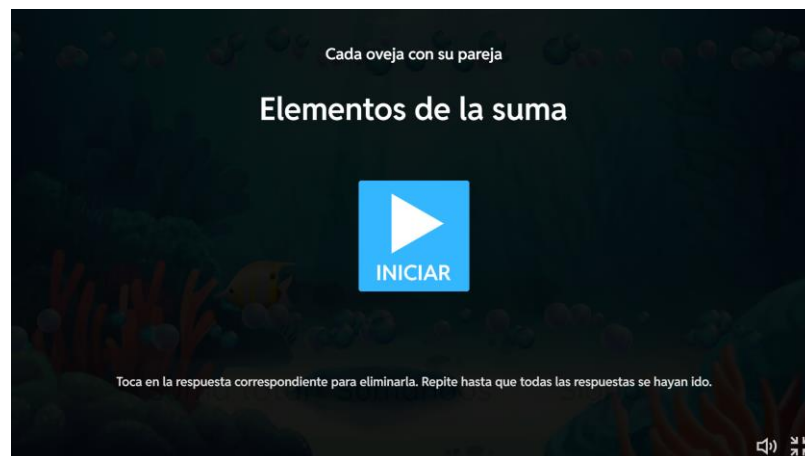 Cada oveja con su pareja
Elementos de la suma
INICIAR
Toca en la respuesta correspondiente para eliminarla. Repite hasta que todas las respuestas se hayan ido.